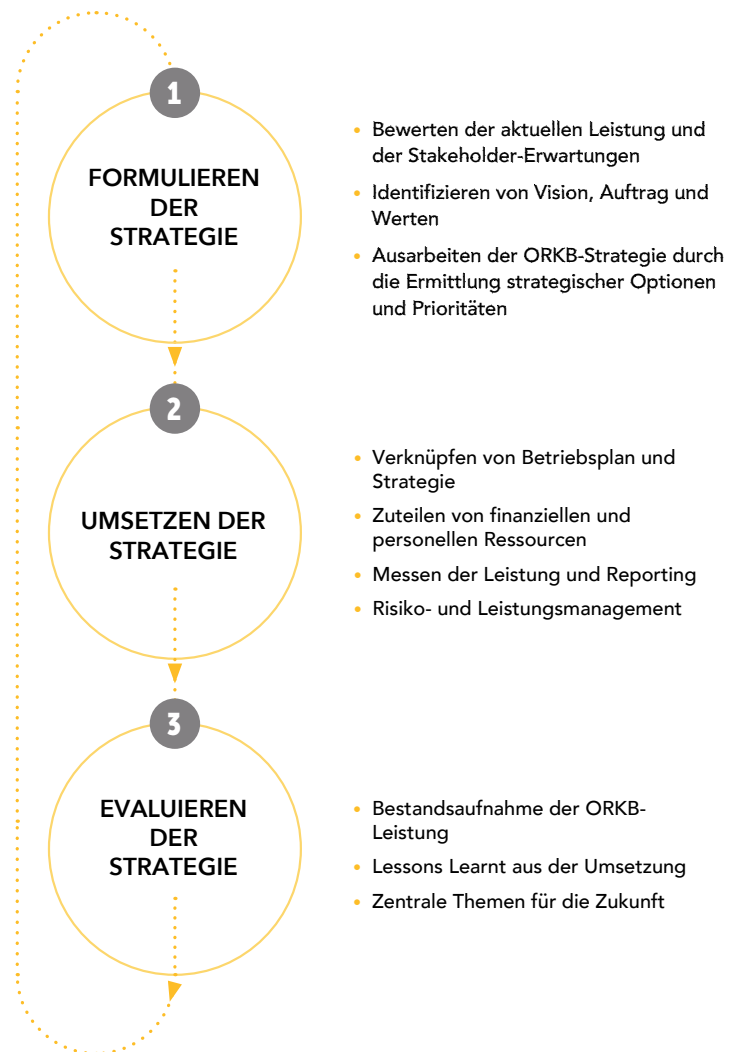 1
FORMULIEREN
DER
STRATEGIE
• Bewerten der aktuellen Leistung und
der Stakeholder-Erwartungen
• Identifizieren von Vision, Auftrag und
Werten
• Ausarbeiten der ORKB-Strategie durch
die Ermittlung strategischer Optionen
und Prioritäten
2
UMSETZEN DER
STRATEGIE
• Verknüpfen von Betriebsplan und
Strategie
• Zuteilen von finanziellen und
personellen Ressourcen
• Messen der Leistung und Reporting
• Risiko- und Leistungsmanagement
3
EVALUIEREN
DER
STRATEGIE
• Bestandsaufnahme der ORKB-
Leistung
• Lessons Learnt aus der Umsetzung
• Zentrale Themen für die Zukunft